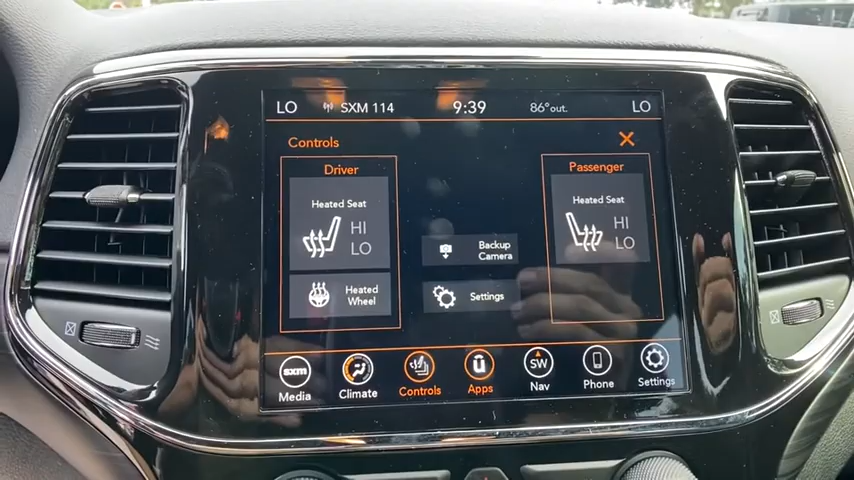 LO SXM 114 9:39 86°out. LO
Controls
Driver
Passenger
Heated Seat
HI
LO
Heated Seat
HI
LO
Backup
Camera
Heated
Wheel
Settings
sxm
Media
Climate
Controls
U
Apps
SW
Nav
Phone
Settings